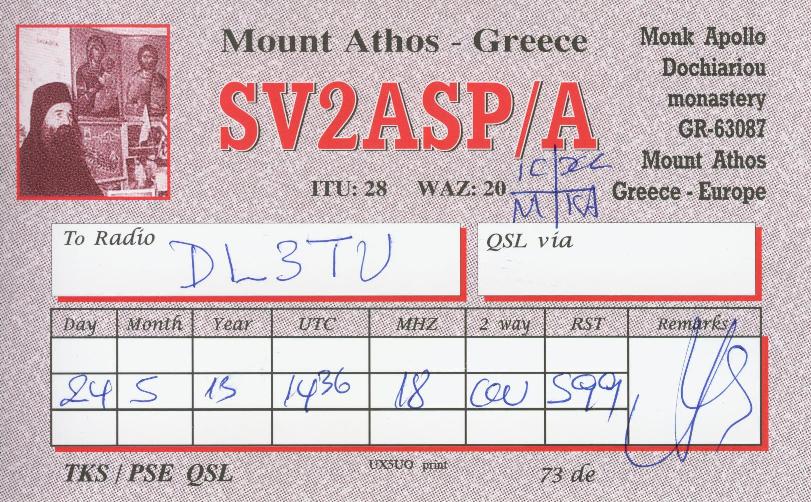 Mount Athos - Greece
SV2ASP/A
Monk Apollo
Dochiariou
monastery
GR-63087
Mount Athos
Greece - Europe
ITU: 28 WAZ: 20
IC XC
To Radio DL3TU
QSL via
Day Month Year UTC MHZ 2 way RST Remarks
24 5 13 1436 18 CW 599
TKS / PSE QSL
UX5UO print
73 de